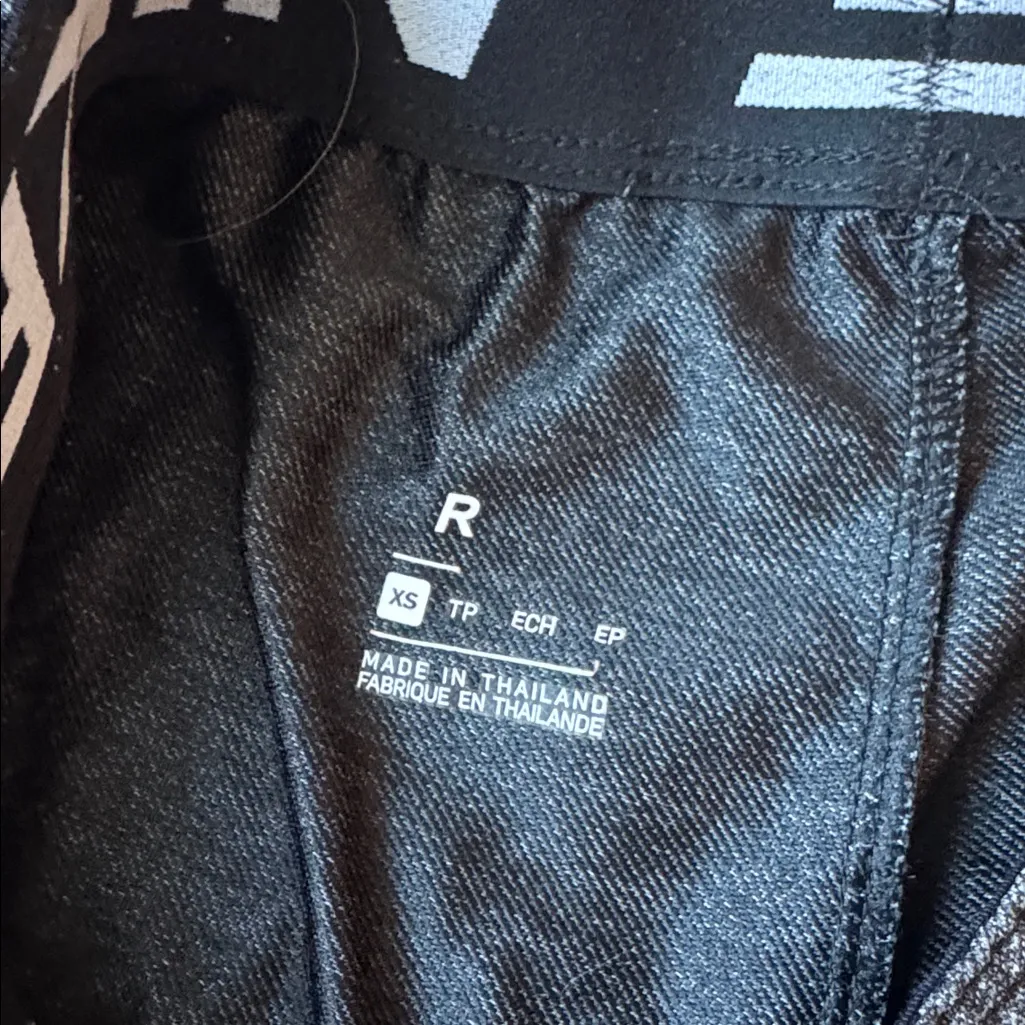 R
XS TP ECH EP
MADE IN THAILAND
FABRIQUE EN THAILANDE